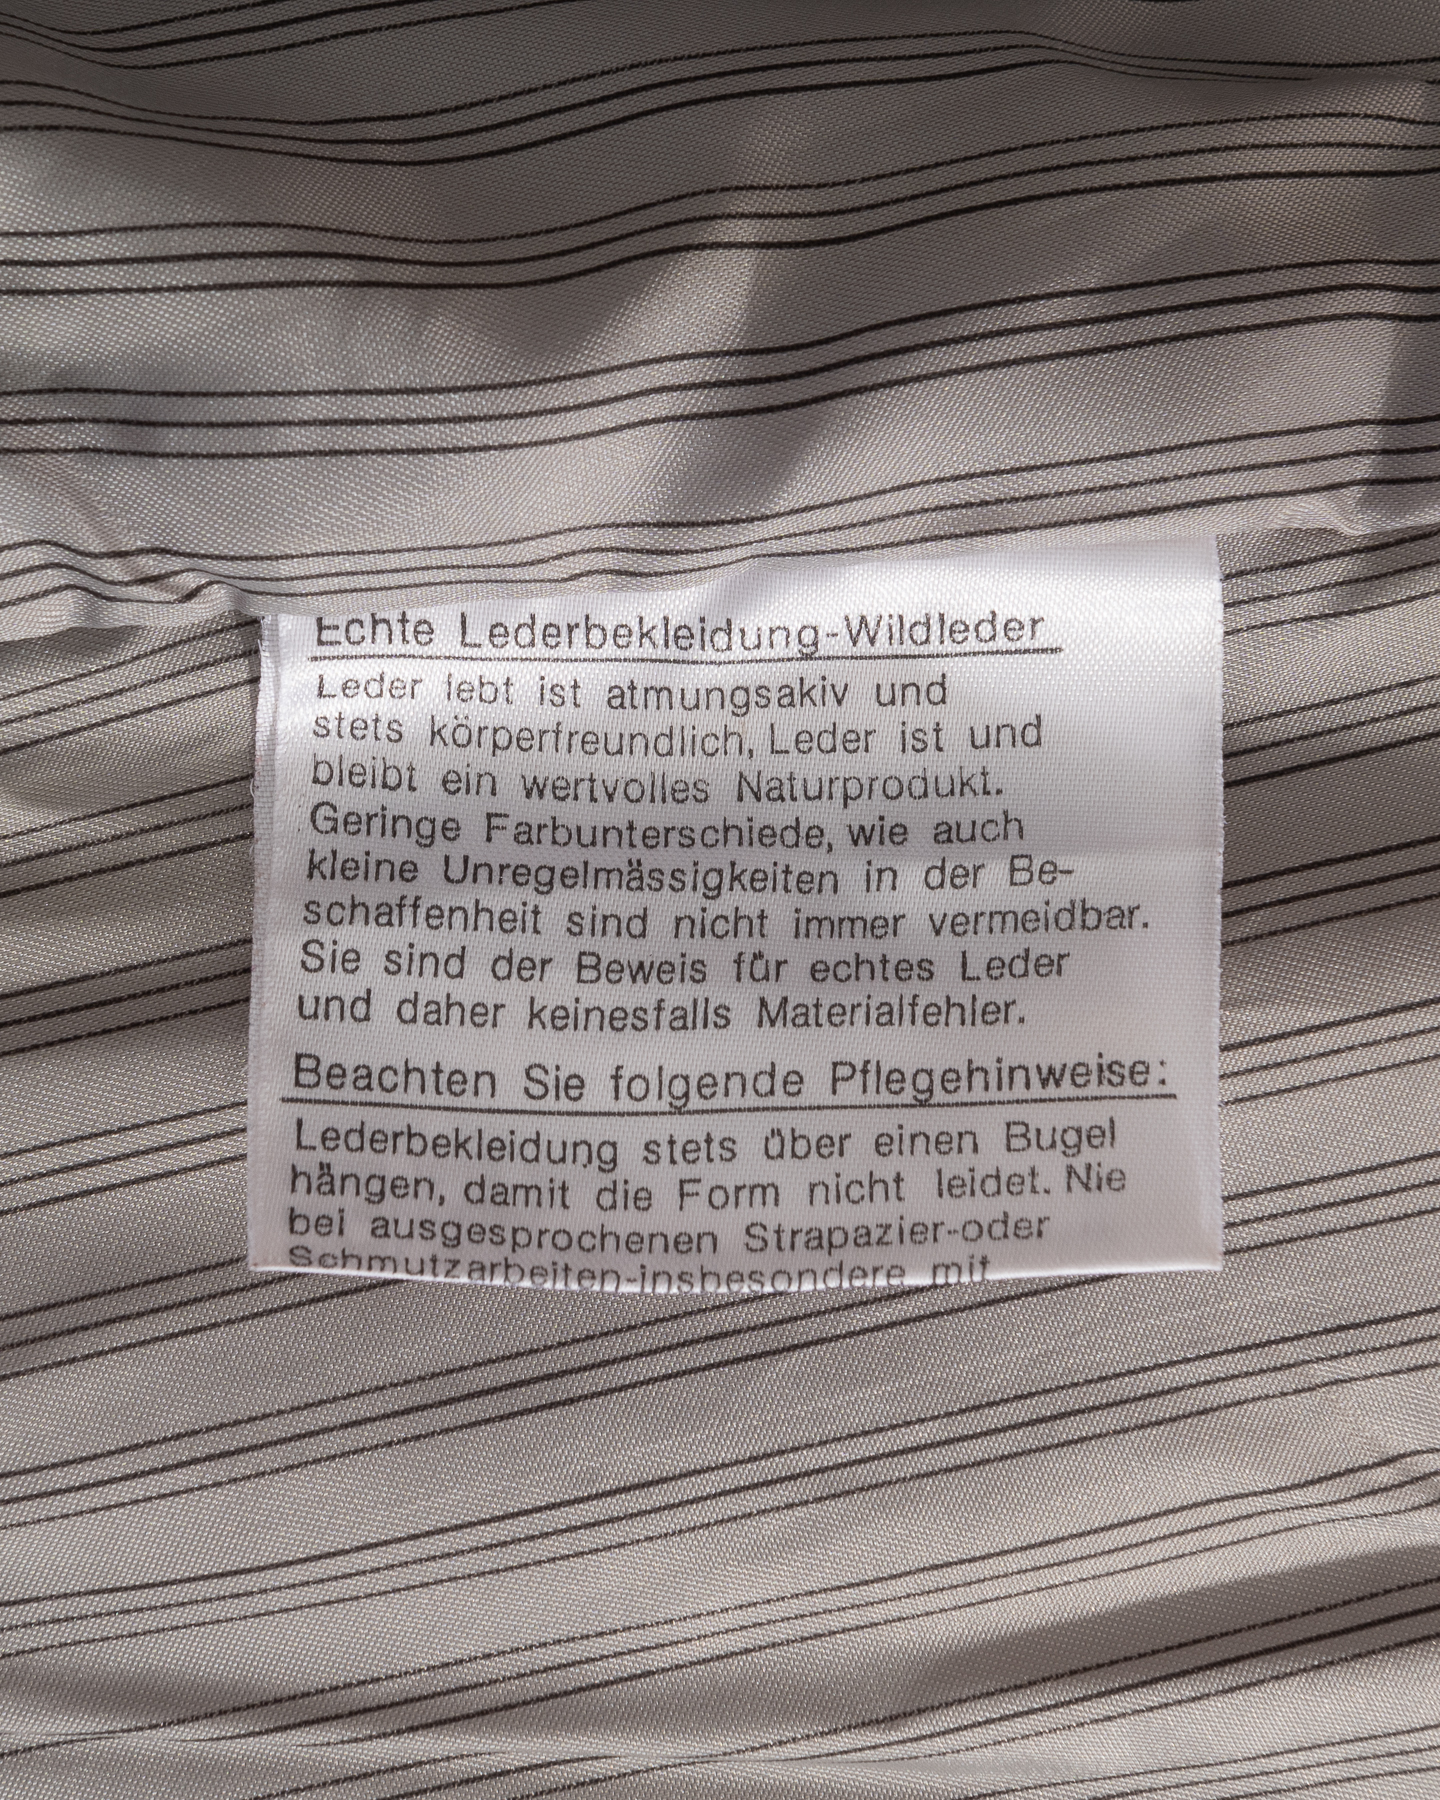 Echte Lederbekleidung-Wildleder
Leder lebt ist atmungsakiv und
stets körperfreundlich, Leder ist und
bleibt ein wertvolles Naturprodukt.
Geringe Farbunterschiede, wie auch
kleine Unregelmässigkeiten in der Be-
schaffenheit sind nicht immer vermeidbar.
Sie sind der Beweis für echtes Leder
und daher keinesfalls Materialfehler.
Beachten Sie folgende Pflegehinweise:
Lederbekleidung stets über einen Bugel
hängen, damit die Form nicht leidet. Nie
bei ausgesprochenen Strapazier-oder
Schmutzarbeiten-insbesondere mit